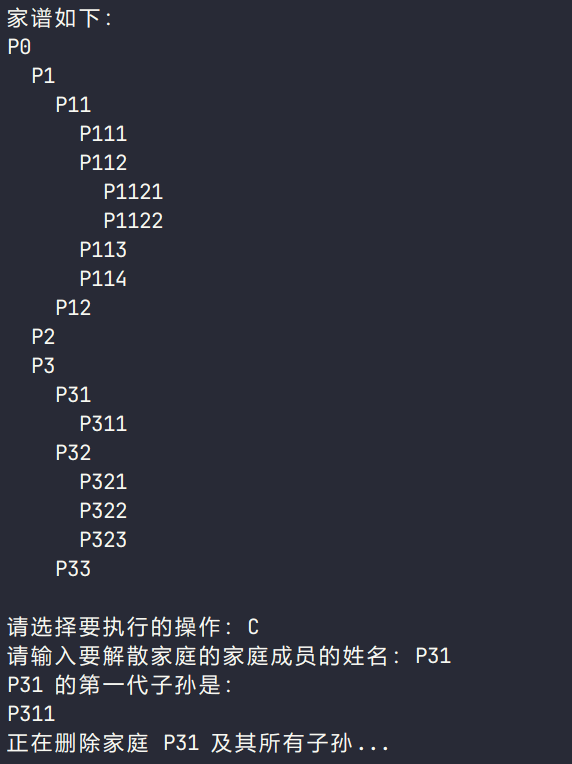 家谱如下：
P0
  P1
    P11
      P111
      P112
        P1121
        P1122
      P113
      P114
    P12
  P2
  P3
    P31
      P311
    P32
      P321
      P322
      P323
    P33

请选择要执行的操作：C
请输入要解散家庭的家庭成员的姓名：P31
P31 的第一代子孙是：
P311
正在删除家庭 P31 及其所有子孙...